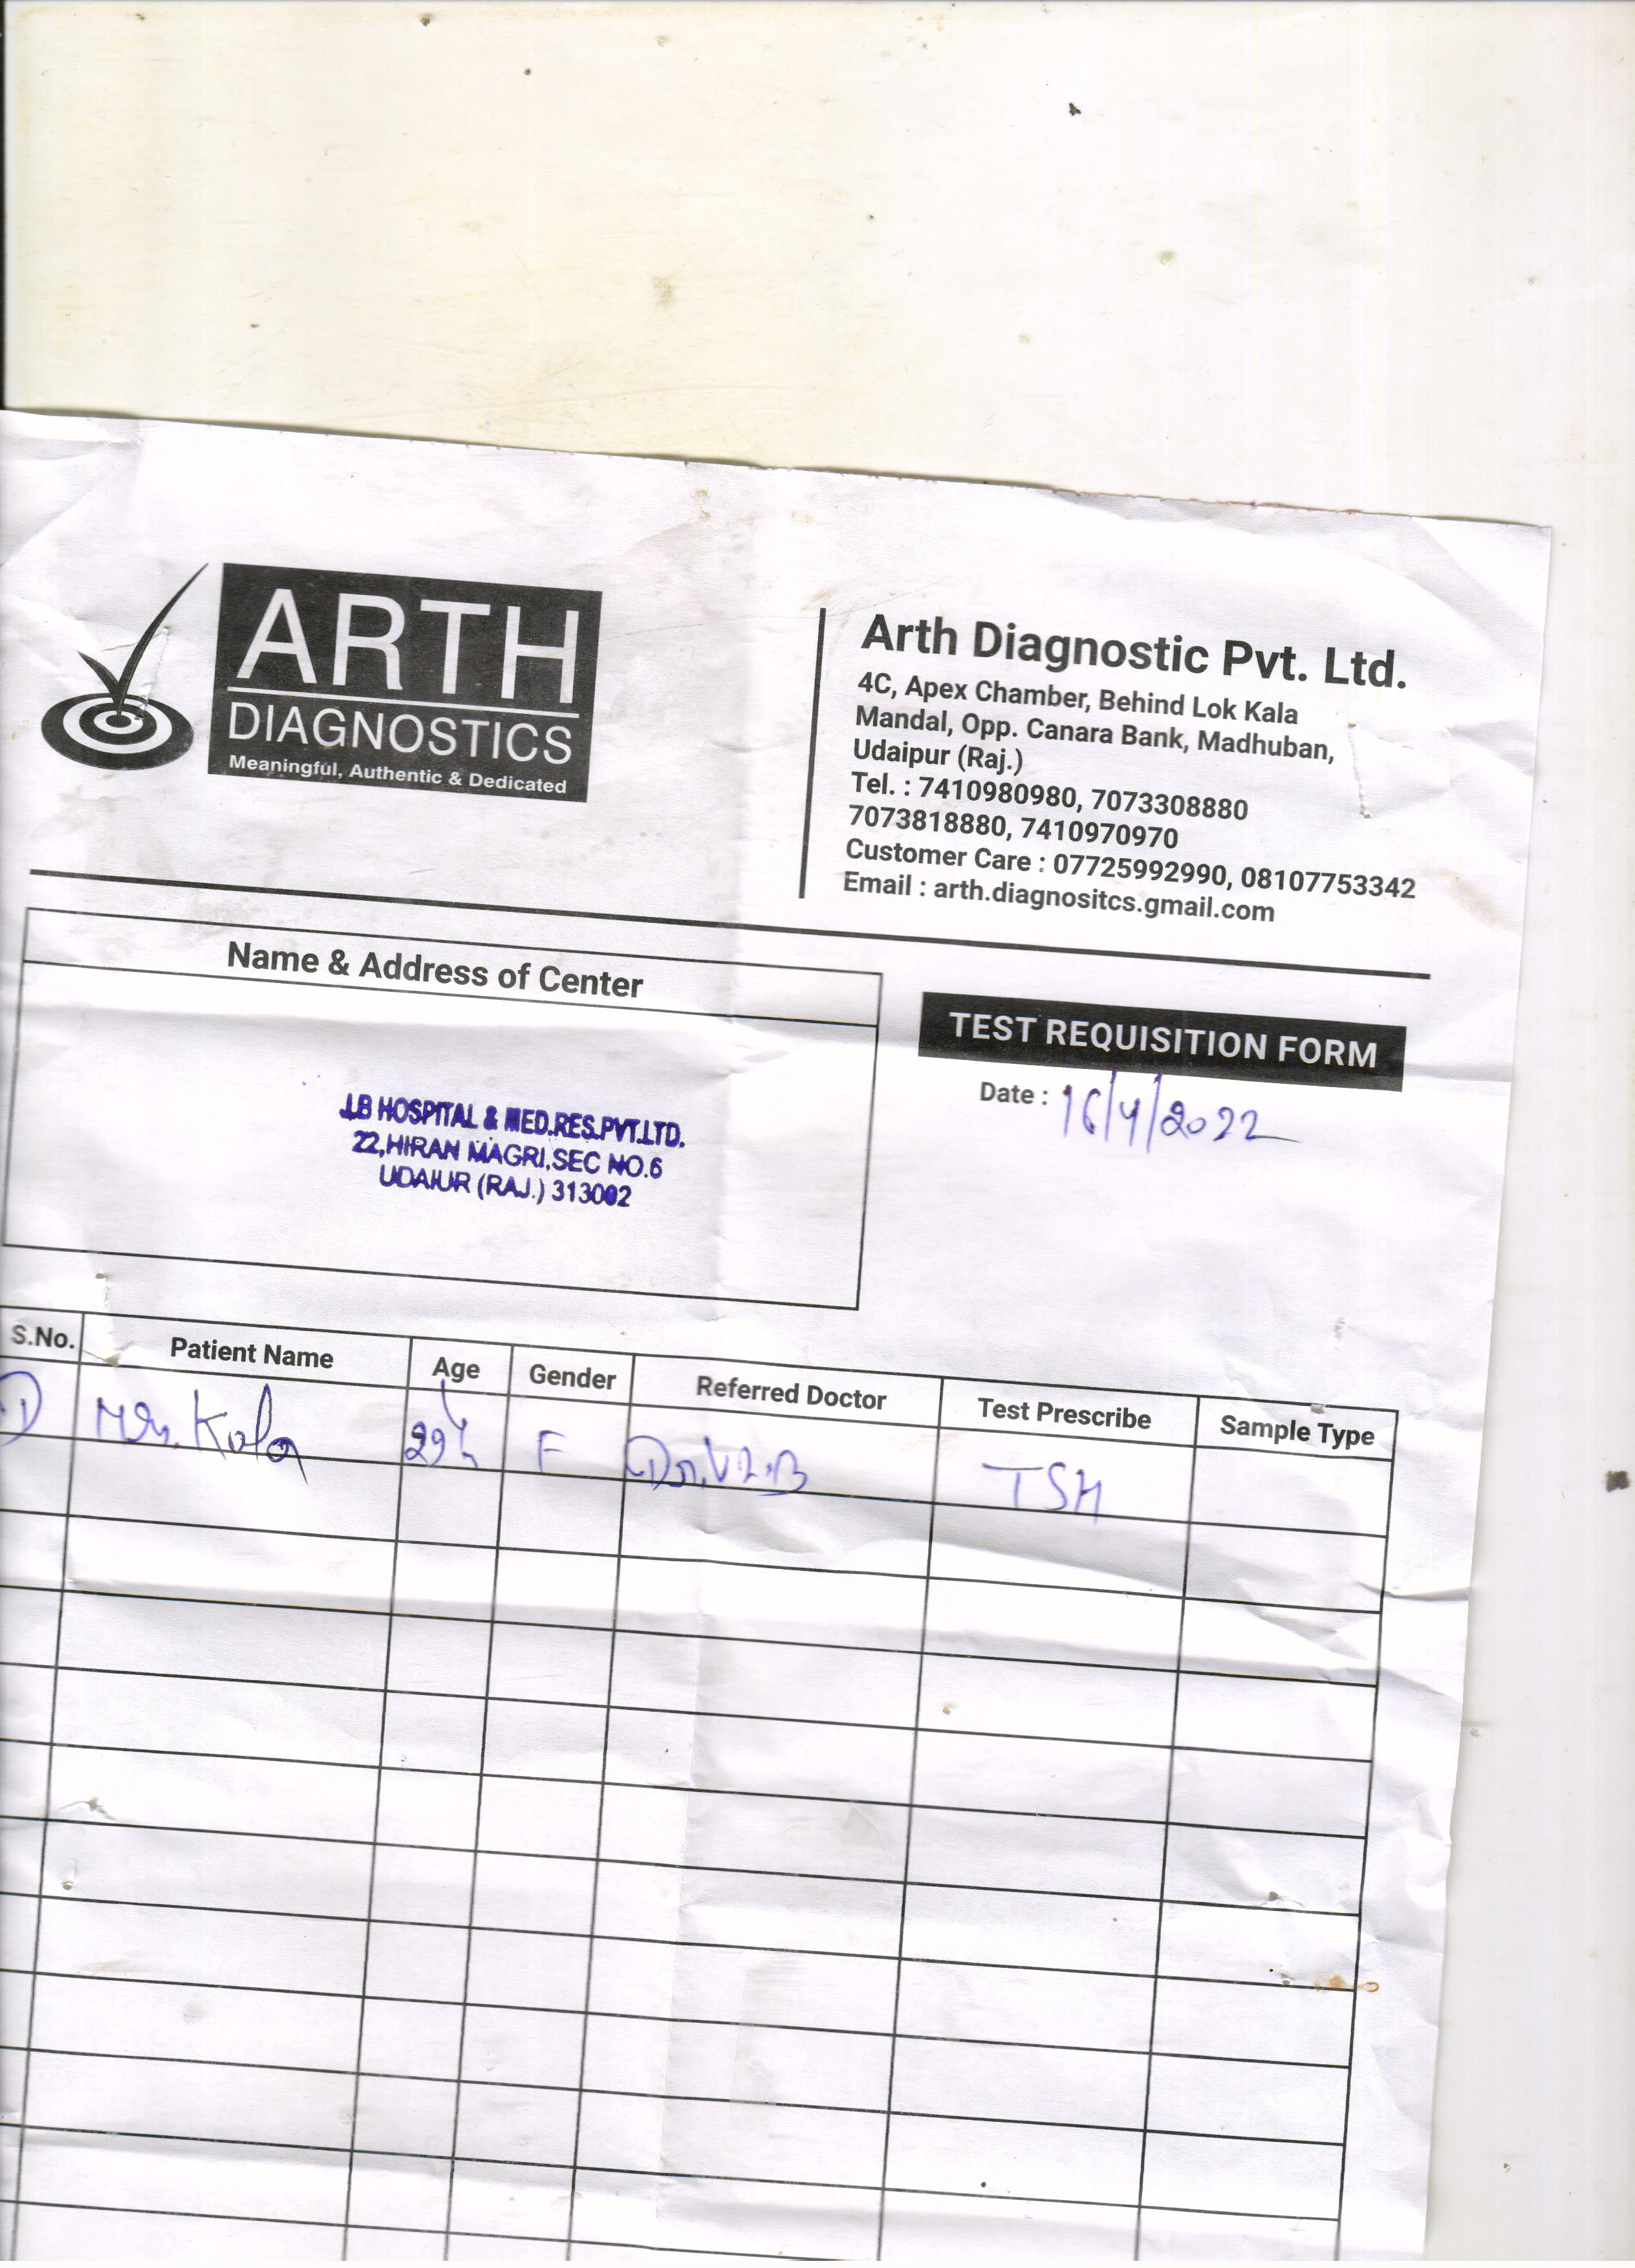 ARTH
DIAGNOSTICS
Meaningful, Authentic & Dedicated
Arth Diagnostic Pvt. Ltd.
4C, Apex Chamber, Behind Lok Kala
Mandal, Opp. Canara Bank, Madhuban,
Udaipur (Raj.)
Tel. : 7410980980, 7073308880
7073818880, 7410970970
Customer Care : 07725992990, 08107753342
Email : arth.diagnositcs.gmail.com
Name & Address of Center
J.B HOSPITAL & MED.RES.PVT.LTD.
22,HIRAN MAGRI,SEC NO.6
UDAIUR (RAJ.) 313002
TEST REQUISITION FORM
Date : 16/4/2022
S.No. Patient Name Age Gender Referred Doctor Test Prescribe Sample Type
Mrs. Kala 29 F Dr. TSH